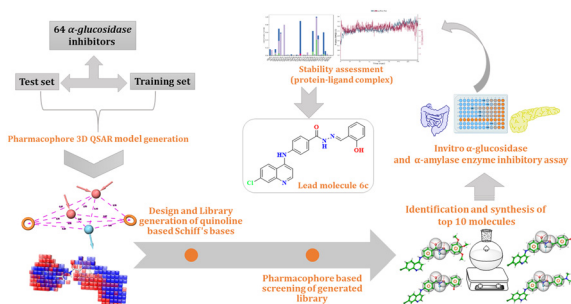 64 α-glucosidase
inhibitors
Test set
Training set
Pharmacophore 3D QSAR model generation
Design and Library
generation of quinoline
based Schiff's bases
Pharmacophore based
screening of generated
library
Identification and synthesis of
top 10 molecules
Invitro α-glucosidase
and α-amylase enzyme inhibitory assay
Stability assessment
(protein-ligand complex)
O
N
N
H
OH
HN
Cl
N
Lead molecule 6c